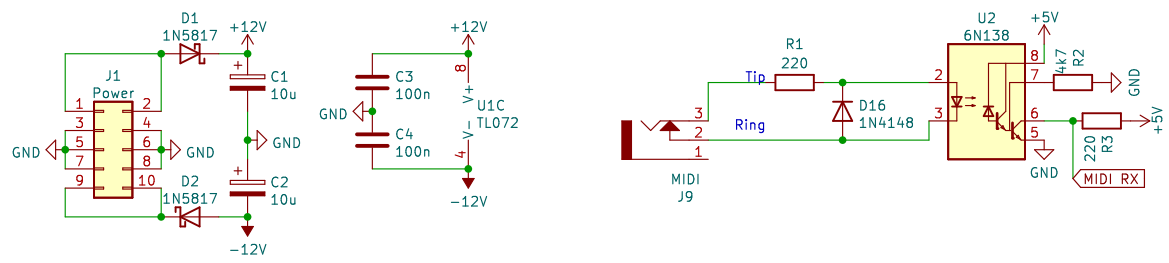 D1
1N5817
+12V
J1
Power
1
2
3
4
5
6
7
8
9
10
GND
GND
+
C1
10u
GND
+
C2
10u
D2
1N5817
-12V
+12V
8
C3
100n
GND
C4
100n
V+
V-
4
U1C
TL072
-12V
Tip
Ring
R1
220
D16
1N4148
3
2
1
MIDI
J9
U2
6N138
2
3
8
7
6
5
+5V
4k7
R2
GND
GND
220
R3
+5V
MIDI RX